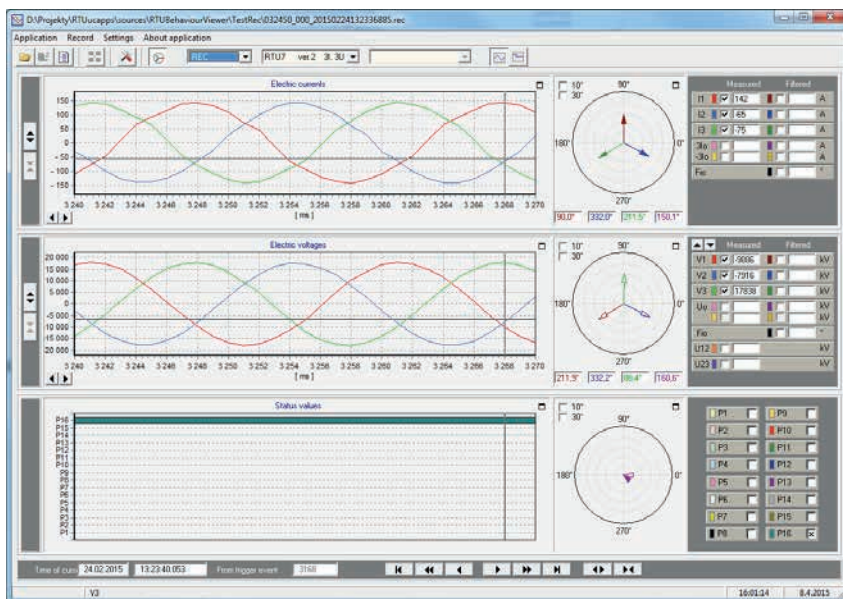 D:\Projekty\RTUucapps\sources\RTUBehaviourViewer\TestRec\032450_000_20150224132336885.rec
Application Record Settings About application
REC RTU7 ver.2 3I, 3U
Electric currents
150
100
50
0
- 50
- 100
- 150
3 240 3 242 3 244 3 246 3 248 3 250 3 252 3 254 3 256 3 258 3 260 3 262 3 264 3 266 3 268 3 270
[ ms ]
10°
30°
90°
180°
0°
270°
90,0° 332,0° 211,5° 150,1°
Measured Filtered
I1 142 A
I2 -65 A
I3 -75 A
3Io A
-3Io A
Fio °
Electric voltages
20 000
15 000
10 000
5 000
0
-5 000
-10 000
15 000
20 000
3 240 3 242 3 244 3 246 3 248 3 250 3 252 3 254 3 256 3 258 3 260 3 262 3 264 3 266 3 268 3 270
[ ms ]
10°
30°
90°
180°
0°
270°
211,9° 332,2° 88,4° 160,6°
Measured Filtered
V1 kV
V2 -7916 kV
V3 17838 kV
Uo kV
kV
Fio °
U12 kV
U23 kV
Status values
P16
P15
P14
P13
P12
P11
P10
P9
P8
P7
P6
P5
P4
P3
P2
P1
10°
30°
90°
180°
0°
270°
P1 P9
P2 P10
P3 P11
P4 P12
P5 P13
P6 P14
P7 P15
P8 P16
Time of curs 24.02.2015 13:23:40.053 From trigger event 3168
V3 16:01:14 8.4.2015